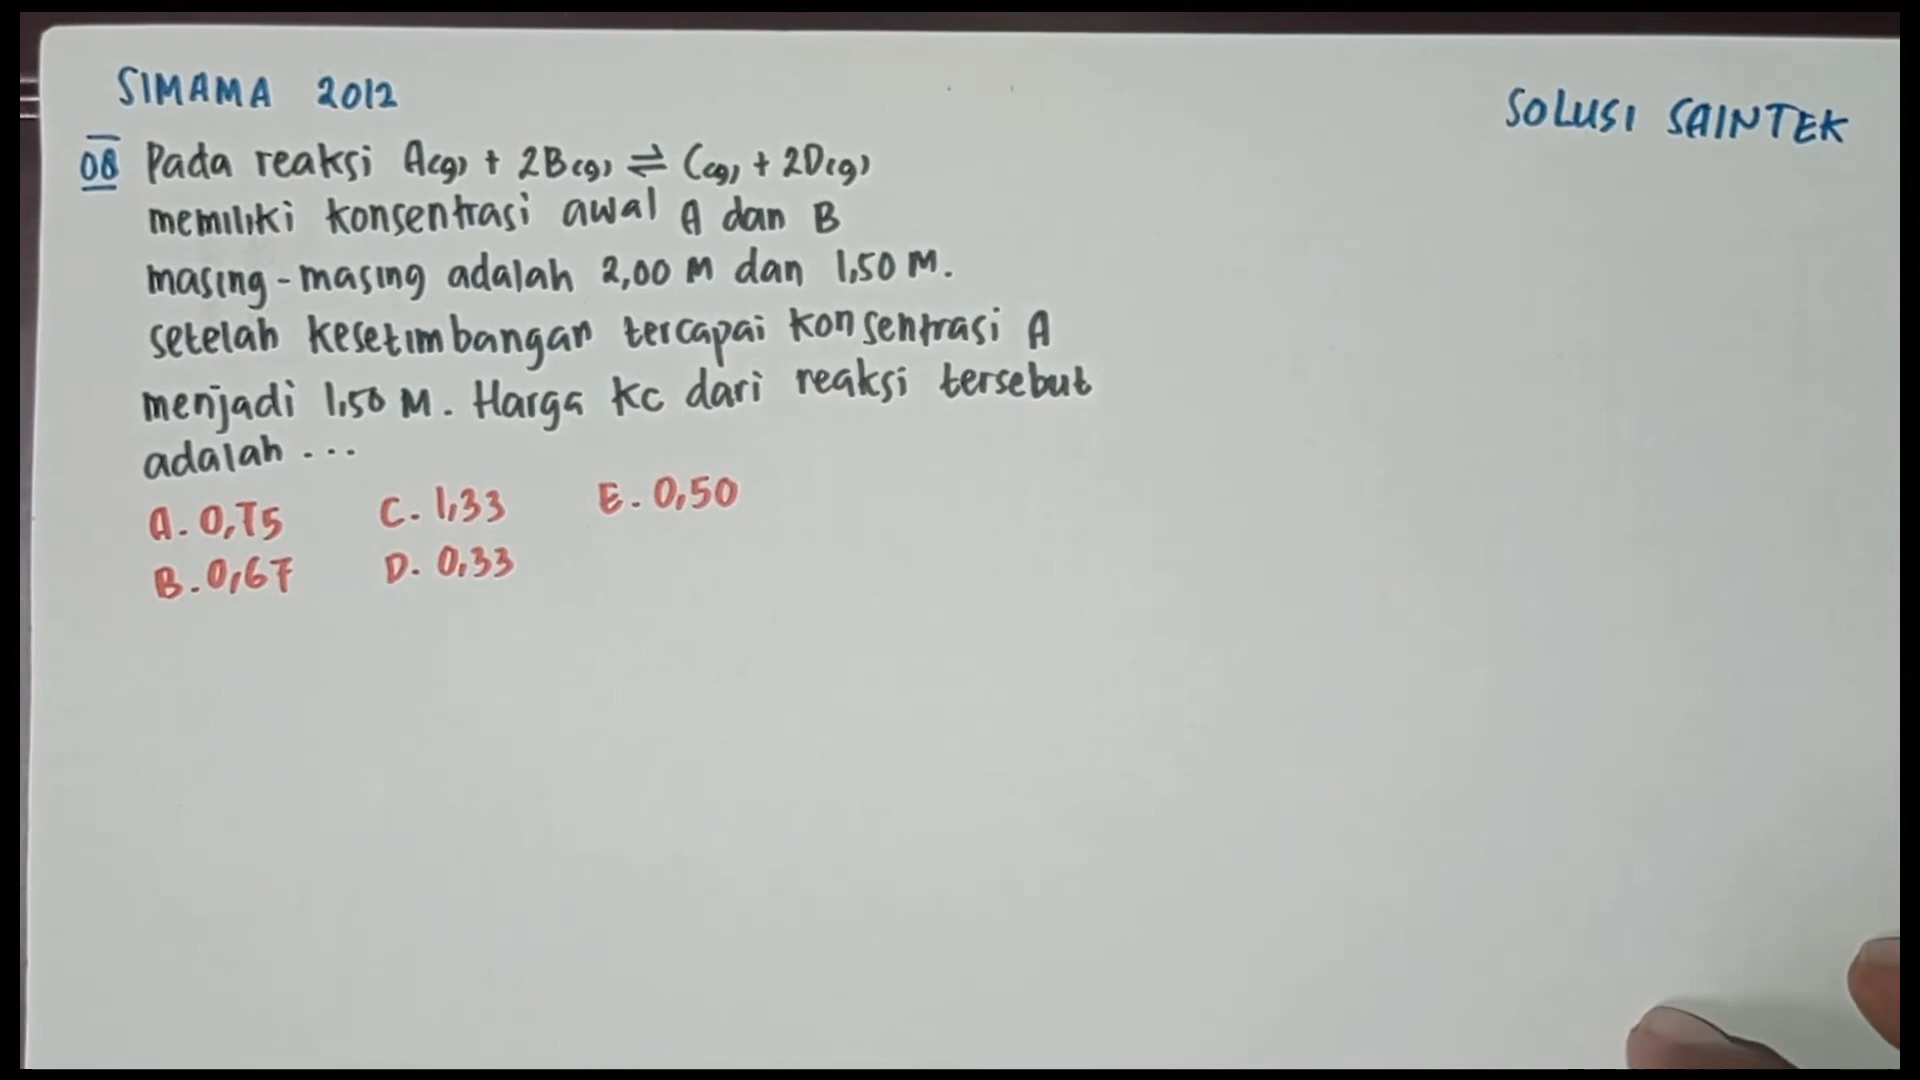 SIMAMA 2012
SOLUSI SAINTEK
08 Pada reaksi A(g) + 2B(g) ⇌ C(g) + 2D(g)
memiliki konsentrasi awal A dan B
masing-masing adalah 2,00 M dan 1,50 M.
setelah kesetimbangan tercapai konsentrasi A
menjadi 1,50 M. Harga Kc dari reaksi tersebut
adalah ...
A. 0,75 C. 1,33 E. 0,50
B. 0,67 D. 0,33